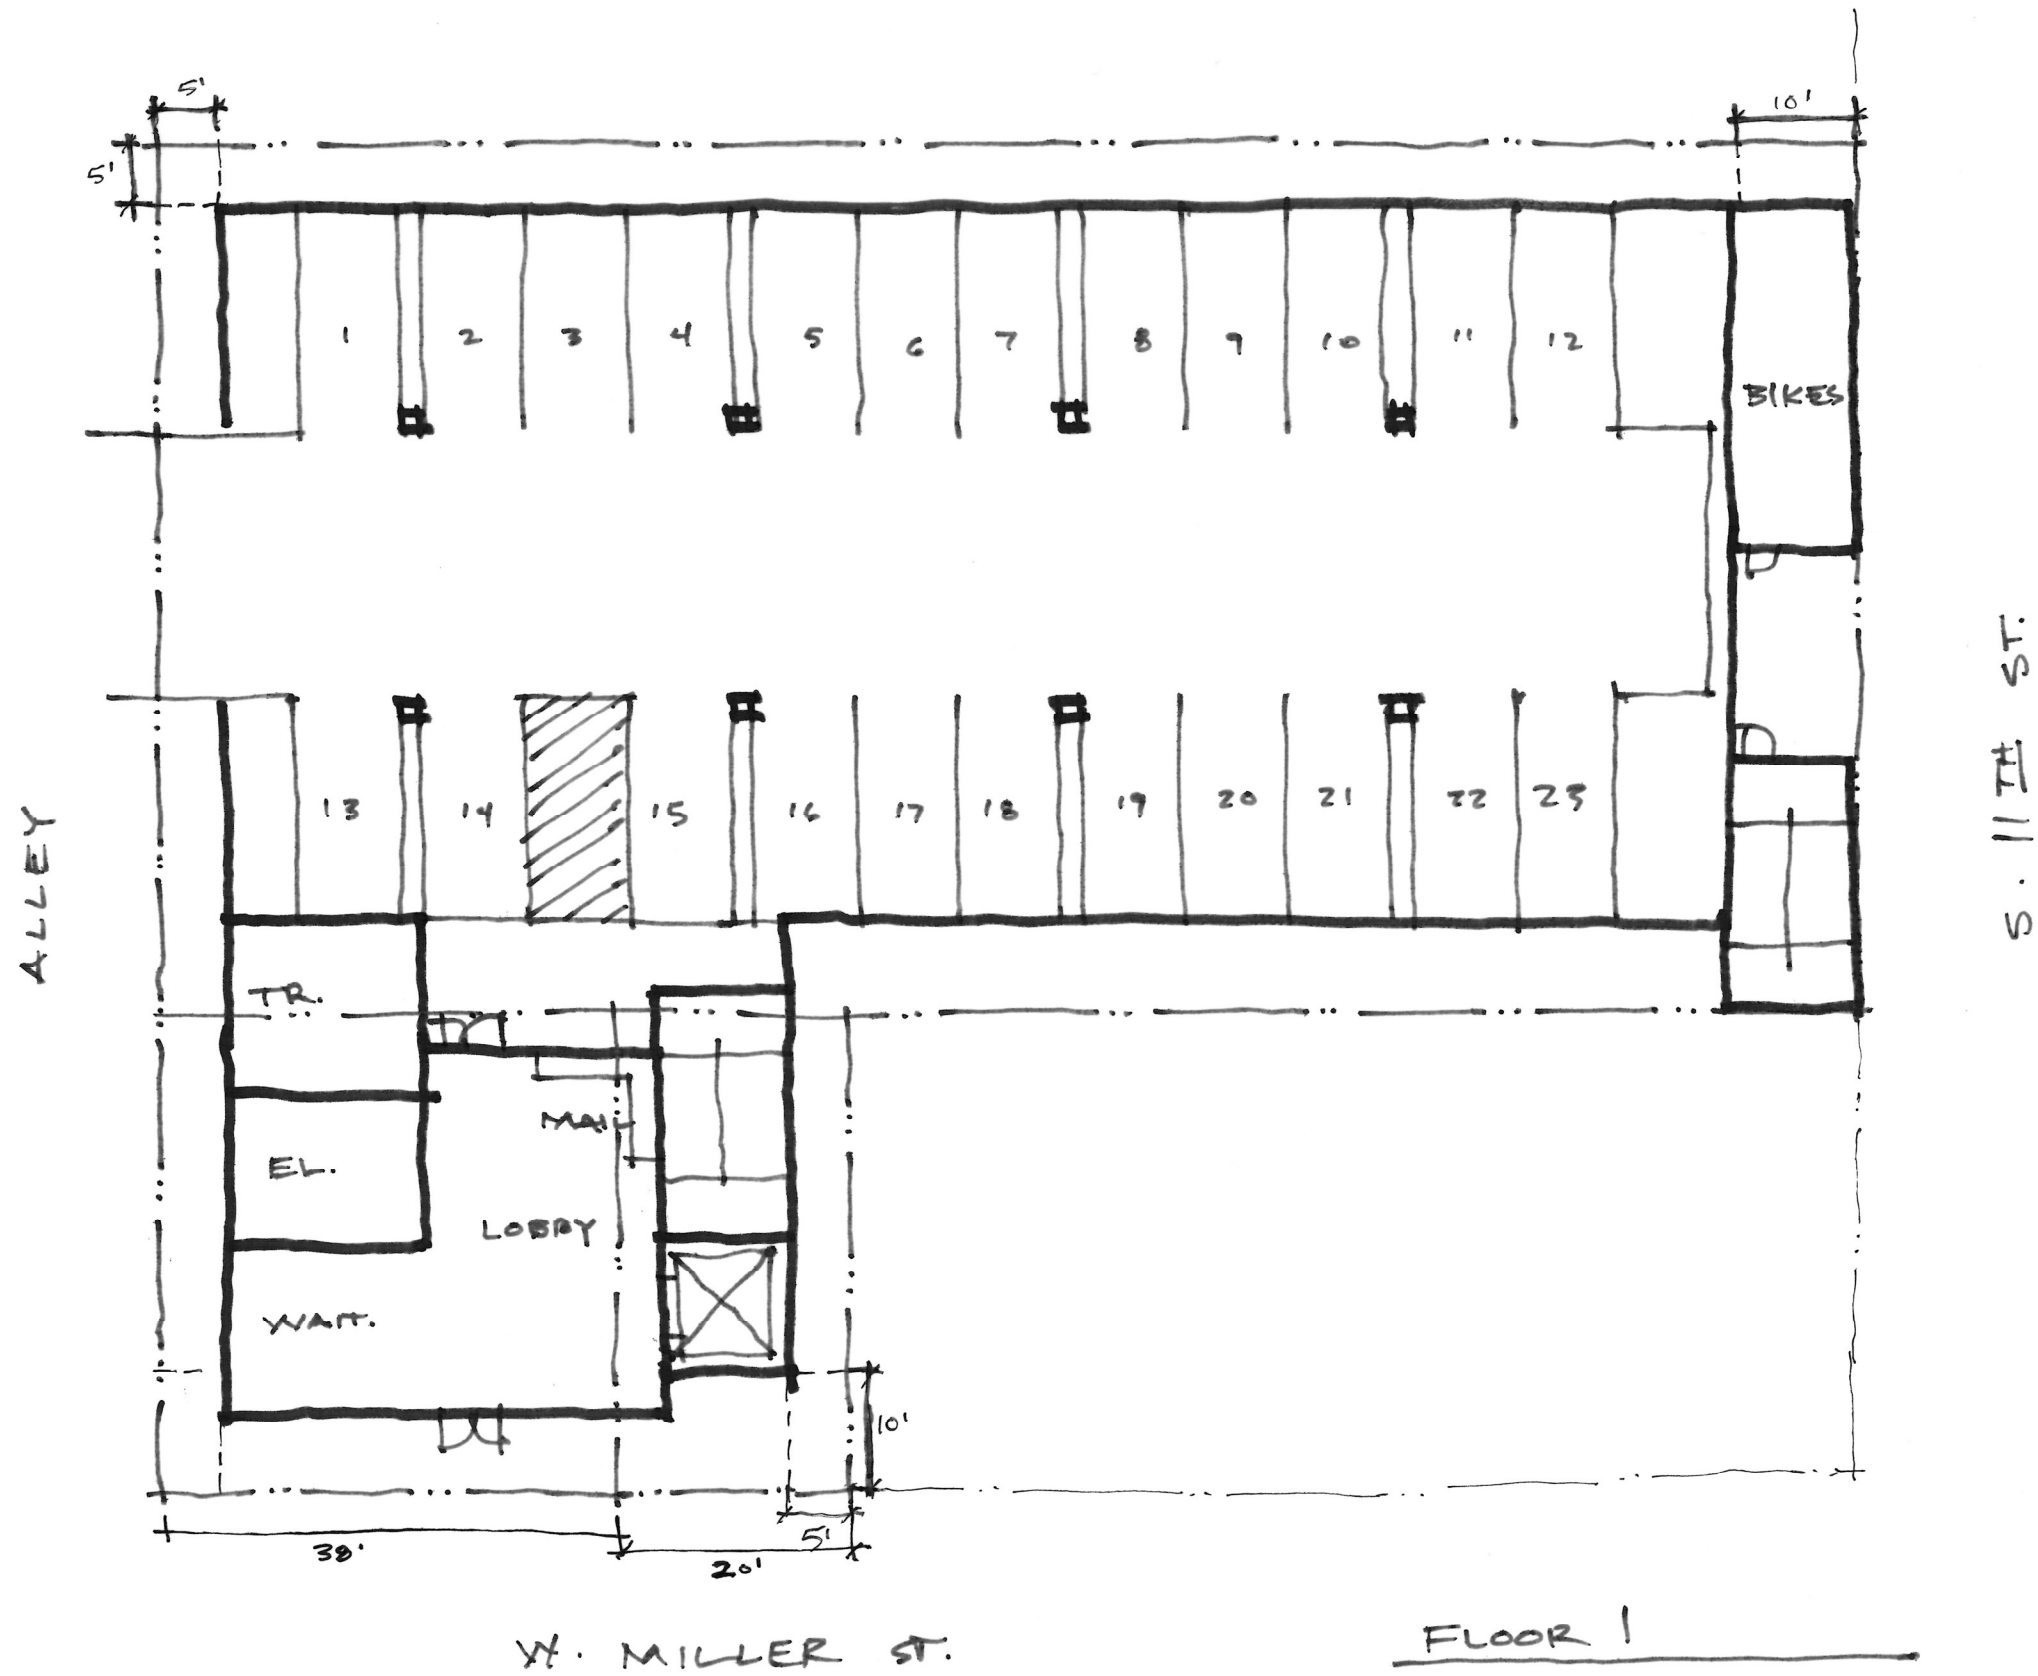 5'
10'
5'
1 2 3 4 5 6 7 8 9 10 11 12
BIKES
S. 11TH ST.
13 14 15 16 17 18 19 20 21 22 23
ALLEY
TR.
MAIL
EL.
LOBBY
WAIT.
10'
5'
38'
20'
W. MILLER ST.
FLOOR 1